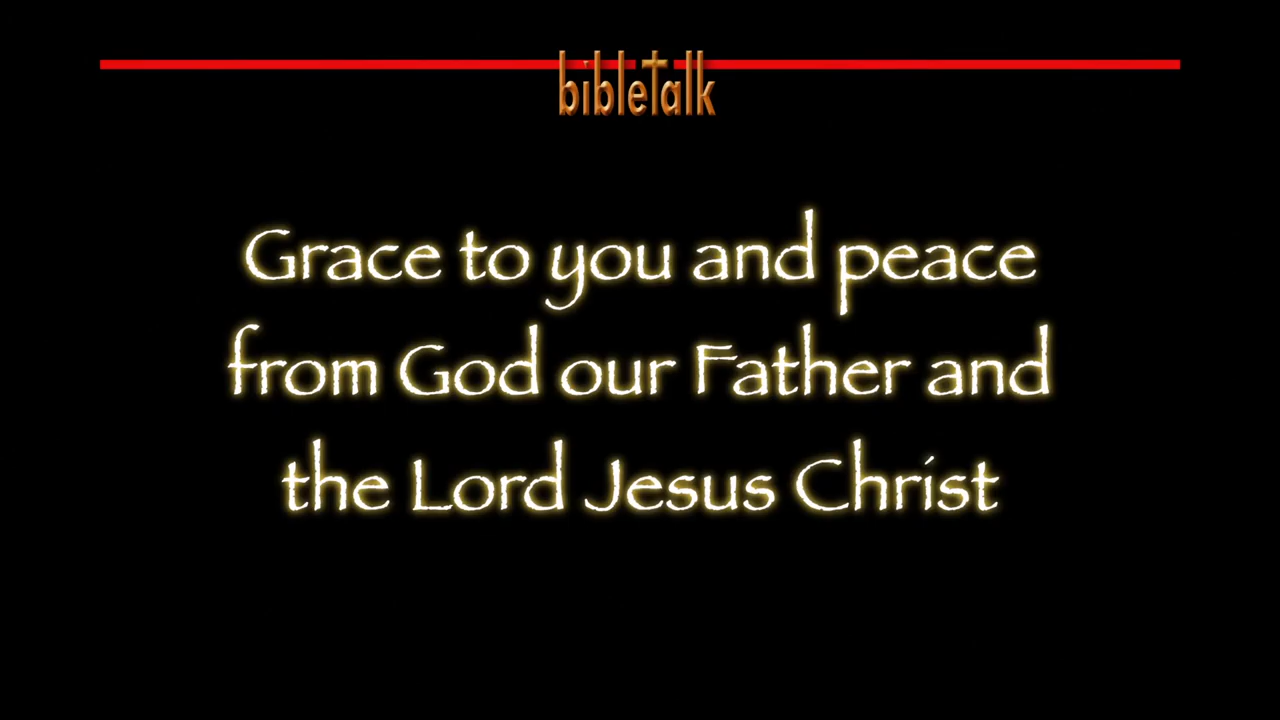 bibleTalk
Grace to you and peace
from God our Father and
the Lord Jesus Christ